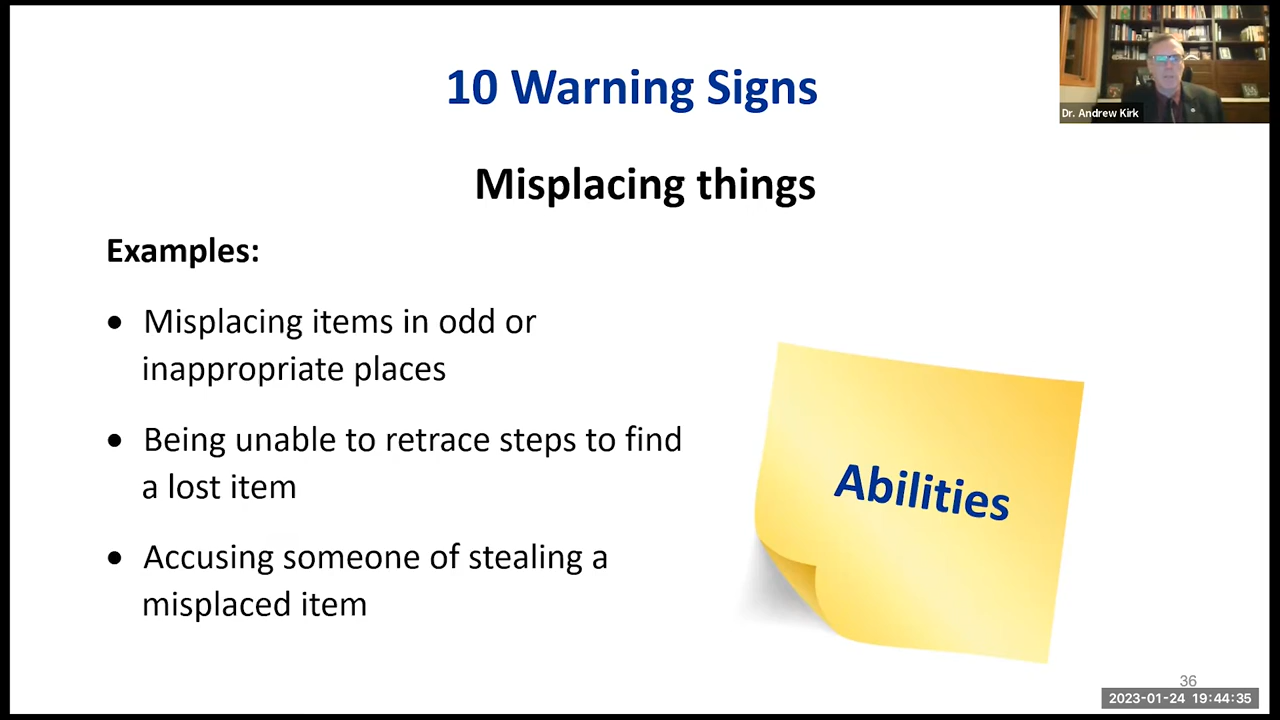 10 Warning Signs
Dr. Andrew Kirk
Misplacing things
Examples:
• Misplacing items in odd or
inappropriate places
• Being unable to retrace steps to find
a lost item
• Accusing someone of stealing a
misplaced item
Abilities
36
2023-01-24 19:44:35